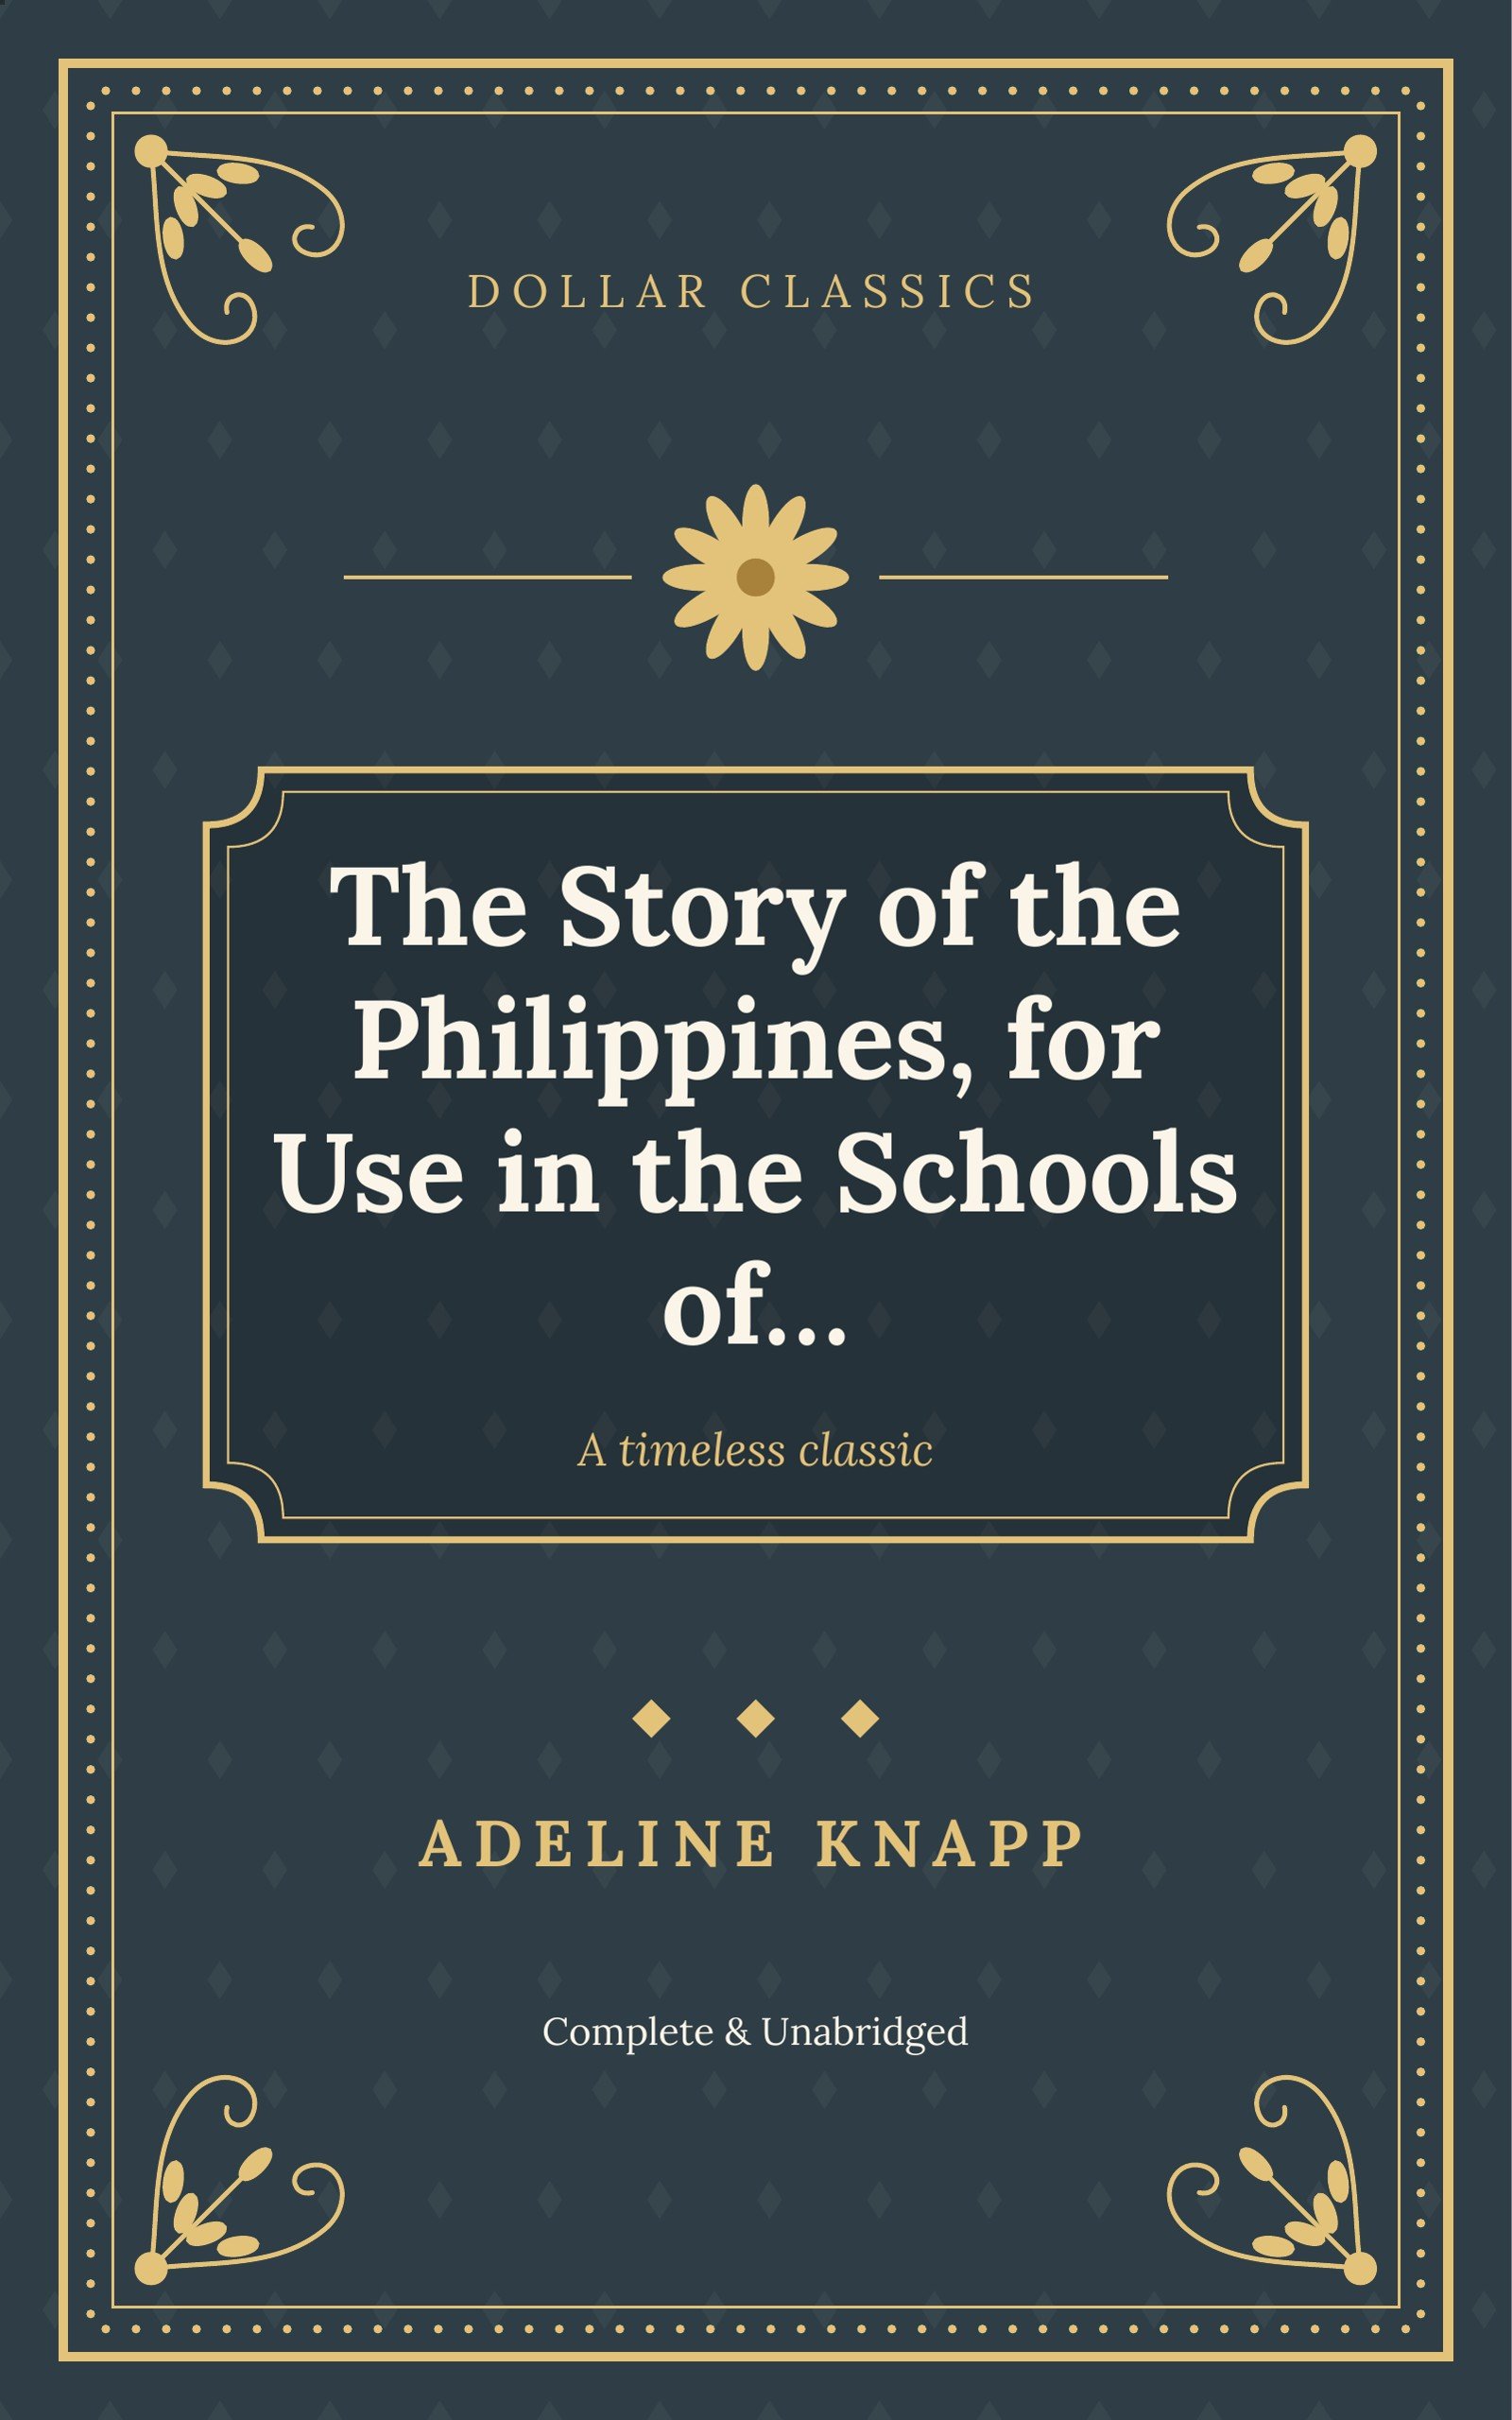 DOLLAR CLASSICS
The Story of the
Philippines, for
Use in the Schools
of...
A timeless classic
ADELINE KNAPP
Complete & Unabridged